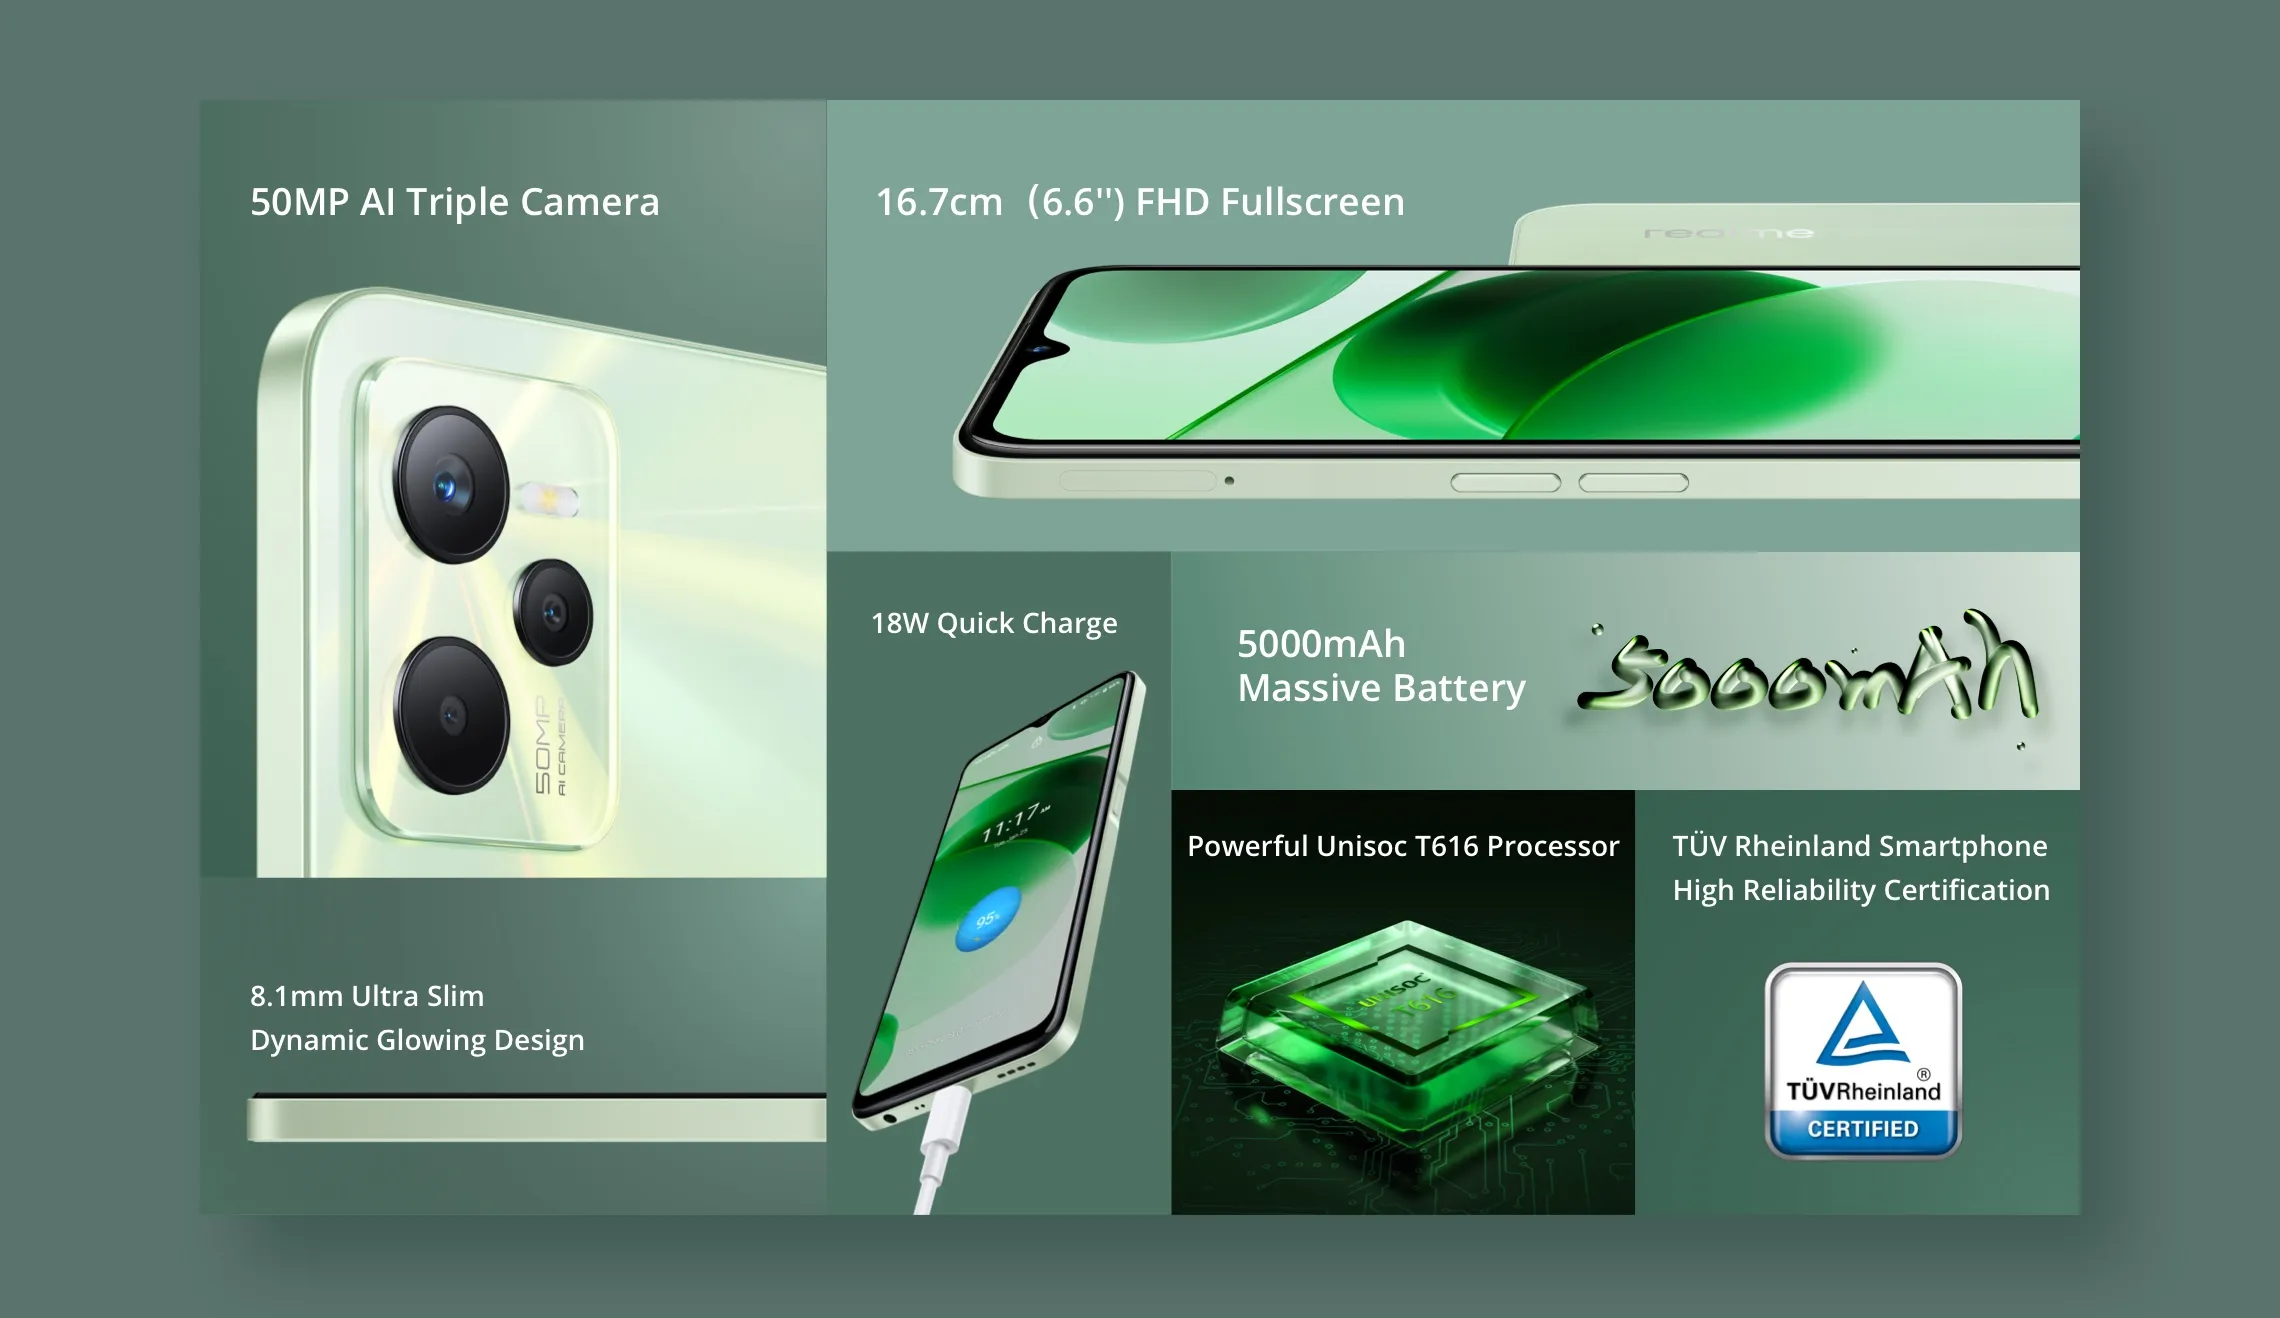 50MP AI Triple Camera
50MP
AI CAMERA
8.1mm Ultra Slim
Dynamic Glowing Design
16.7cm（6.6'') FHD Fullscreen
realme
18W Quick Charge
11:17 AM
95%
5000mAh
Massive Battery
5000mAh
Powerful Unisoc T616 Processor
UNISOC
T616
TÜV Rheinland Smartphone
High Reliability Certification
TÜVRheinland®
CERTIFIED